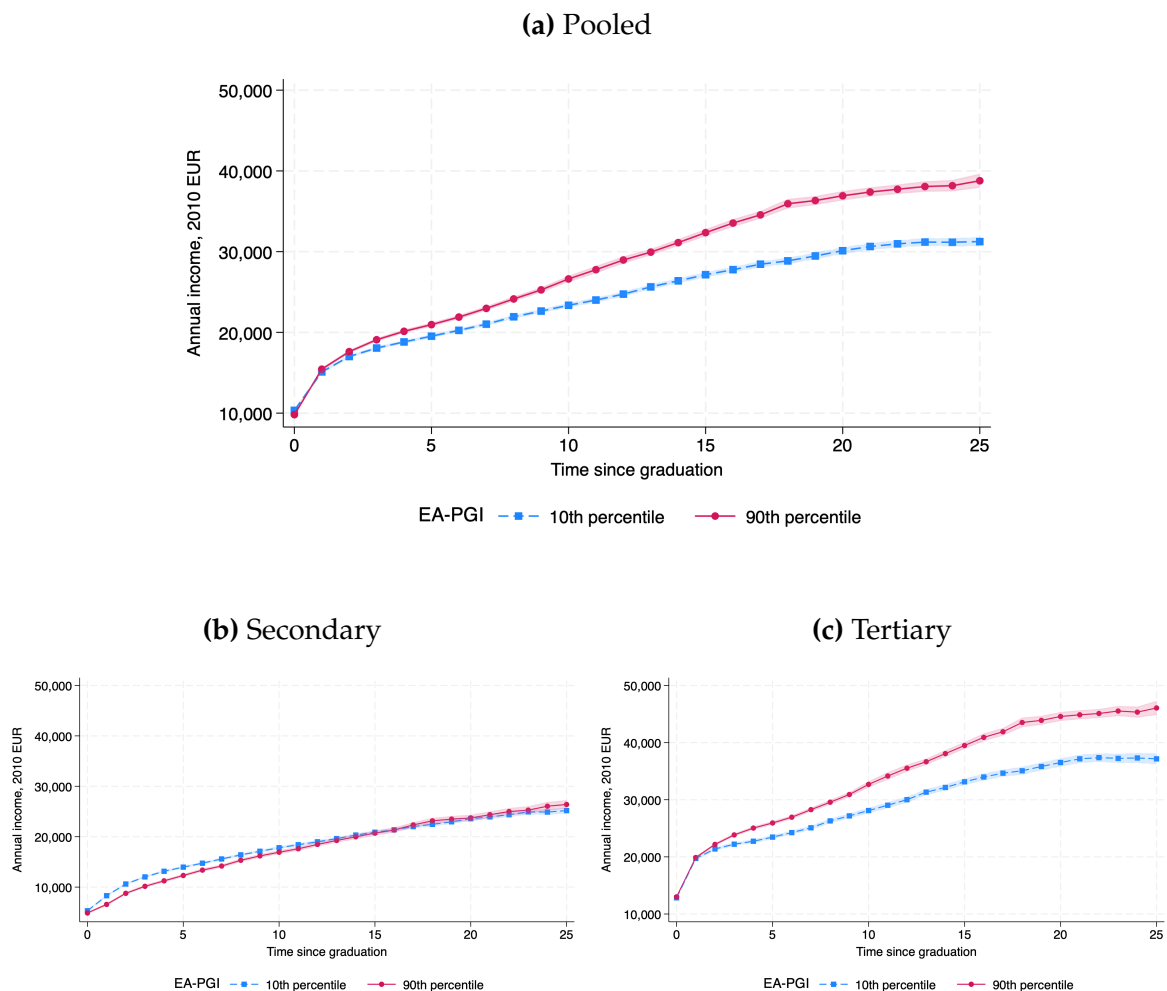 (a) Pooled
50,000
40,000
30,000
20,000
10,000
Annual income, 2010 EUR
0 5 10 15 20 25
Time since graduation
EA-PGI 10th percentile 90th percentile
(b) Secondary
50,000
40,000
30,000
20,000
10,000
Annual income, 2010 EUR
0 5 10 15 20 25
Time since graduation
EA-PGI 10th percentile 90th percentile
(c) Tertiary
50,000
40,000
30,000
20,000
10,000
Annual income, 2010 EUR
0 5 10 15 20 25
Time since graduation
EA-PGI 10th percentile 90th percentile